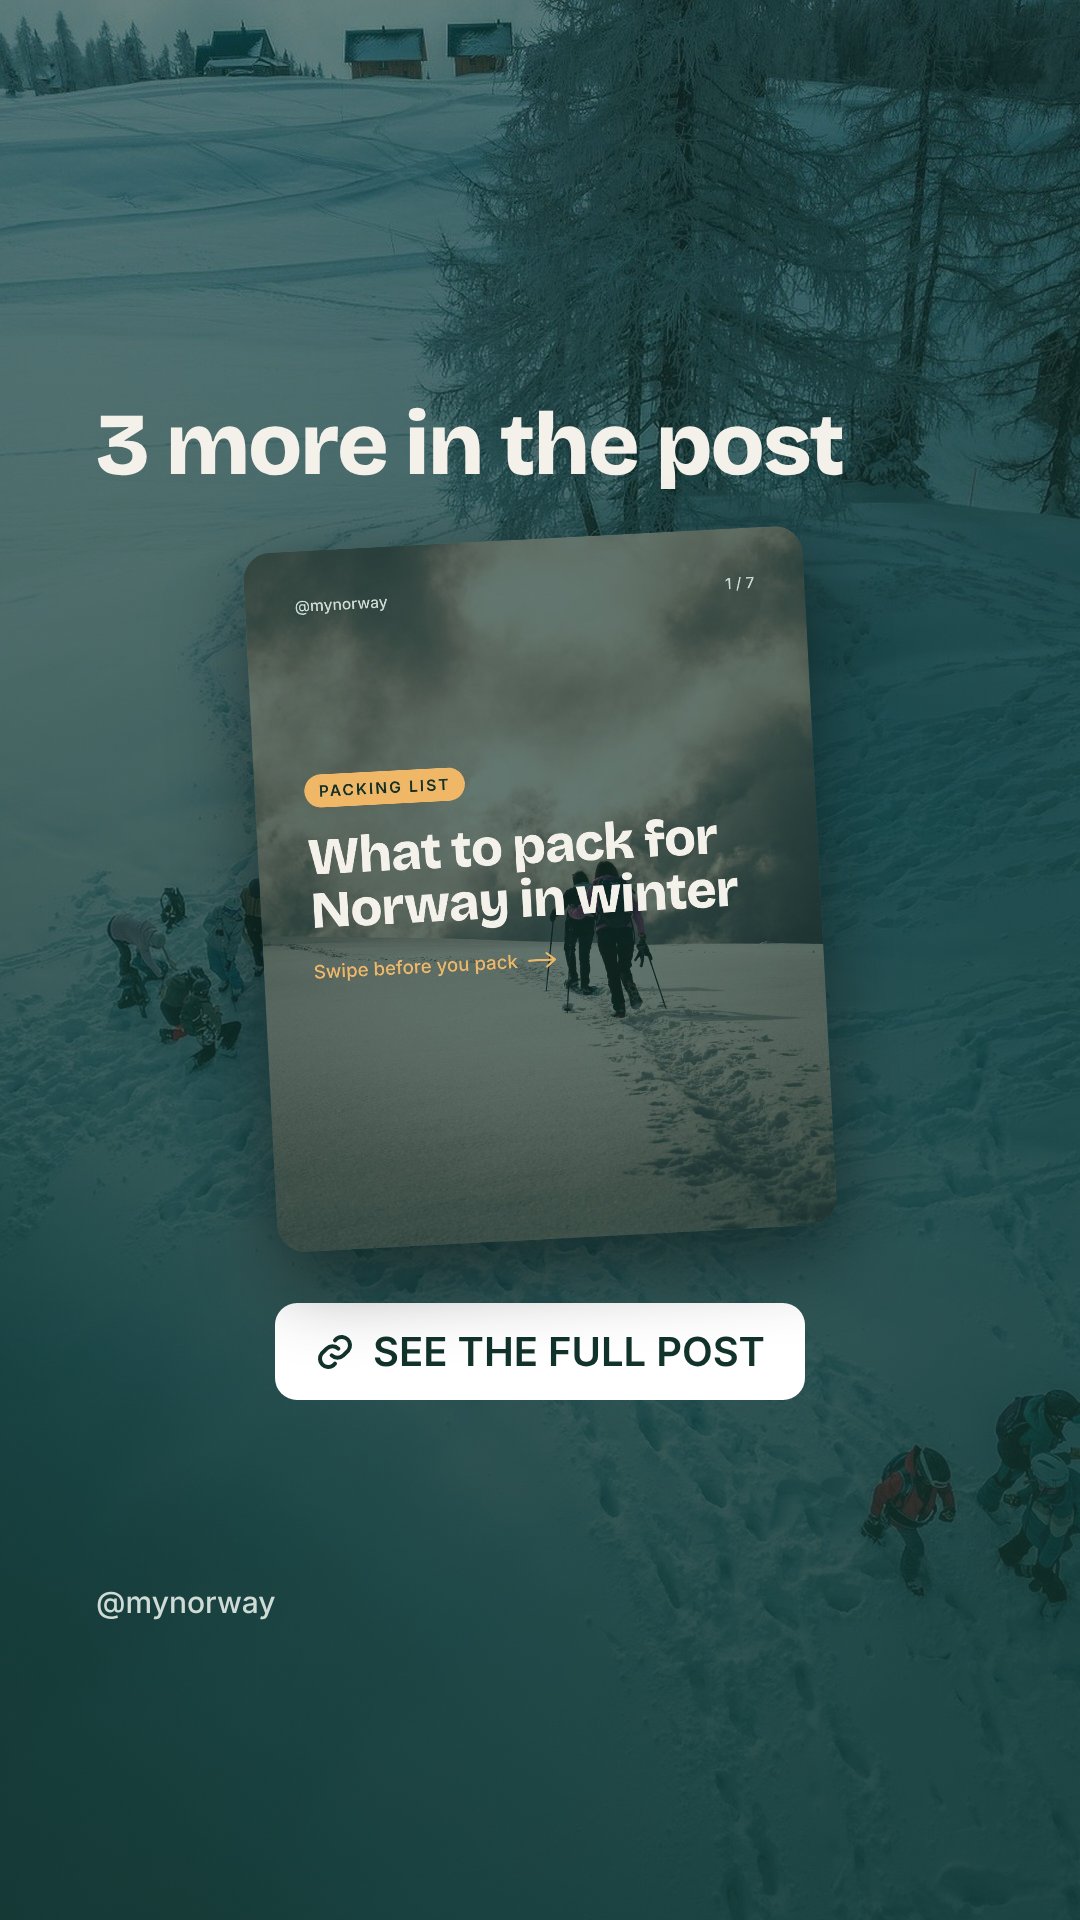 3 more in the post
@mynorway
1 / 7
PACKING LIST
What to pack for
Norway in winter
Swipe before you pack →
SEE THE FULL POST
@mynorway